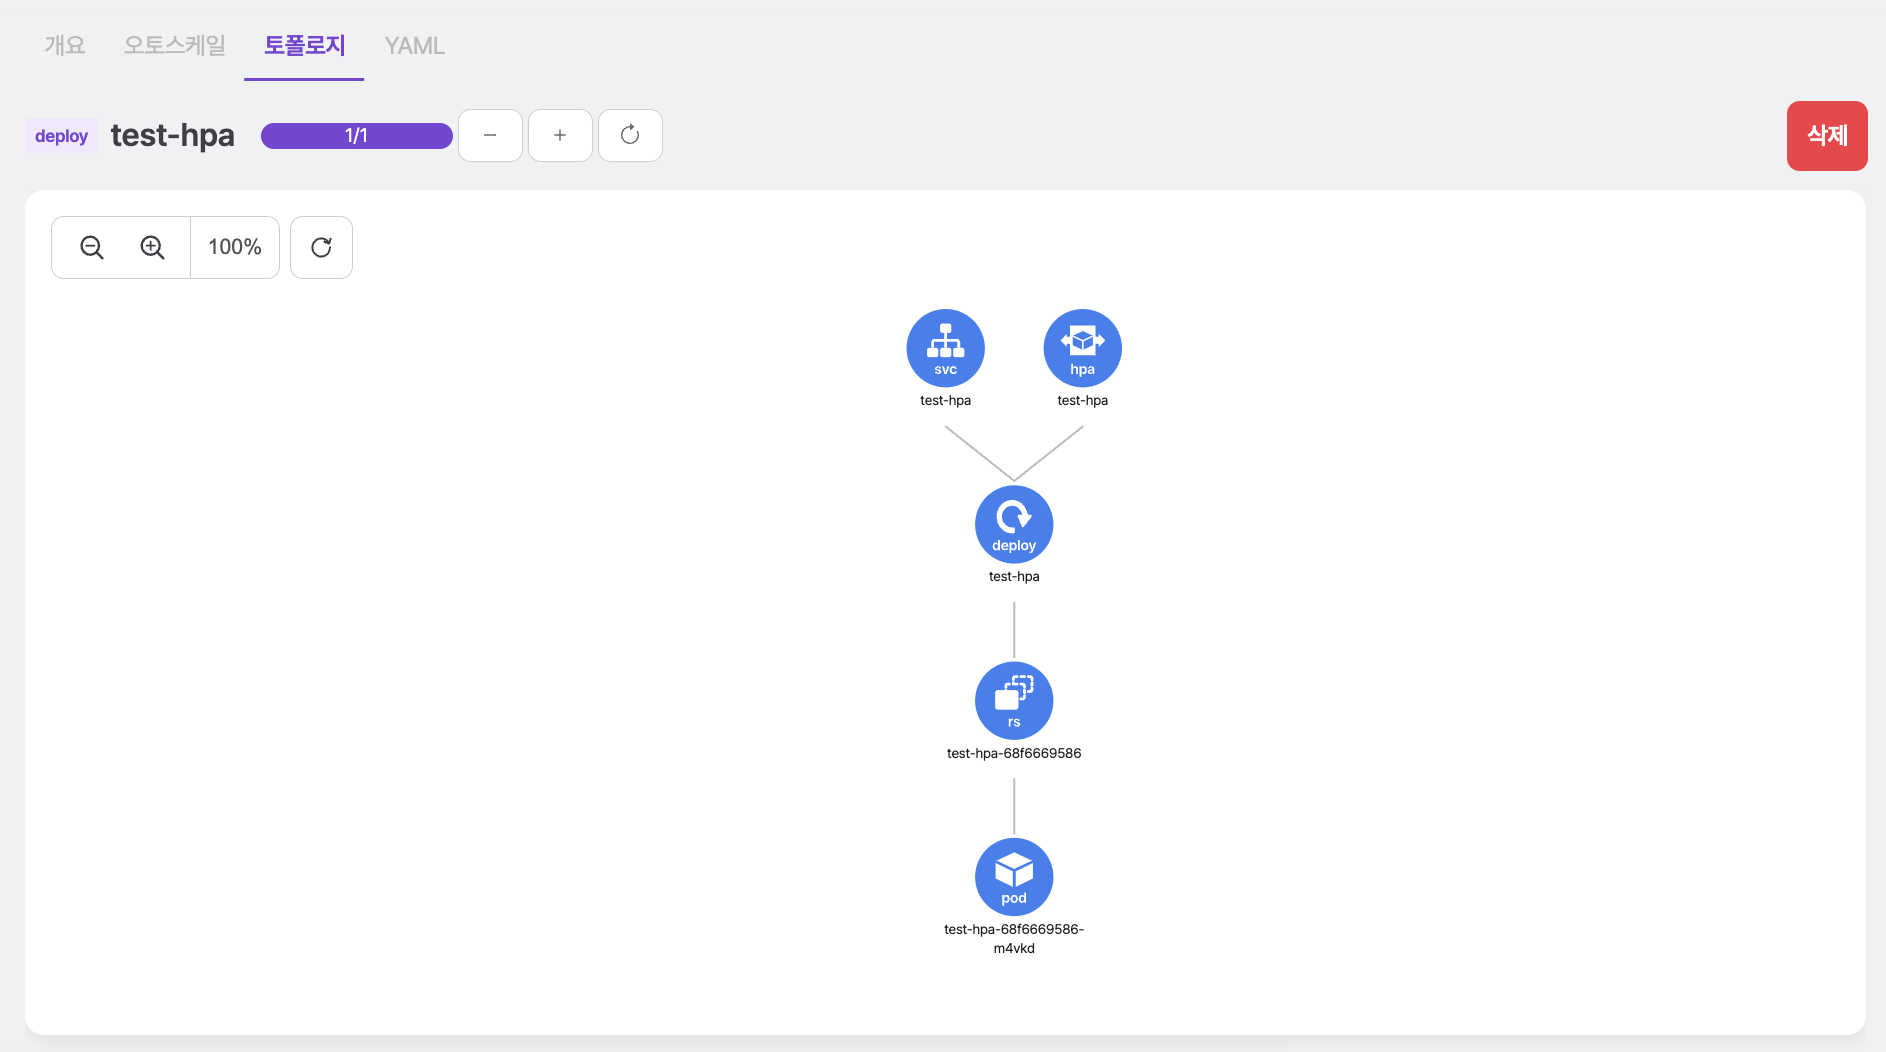 개요 오토스케일 토폴로지 YAML
deploy test-hpa 1/1 − + 삭제
100%
svc hpa
test-hpa test-hpa
deploy
test-hpa
rs
test-hpa-68f6669586
pod
test-hpa-68f6669586-
m4vkd